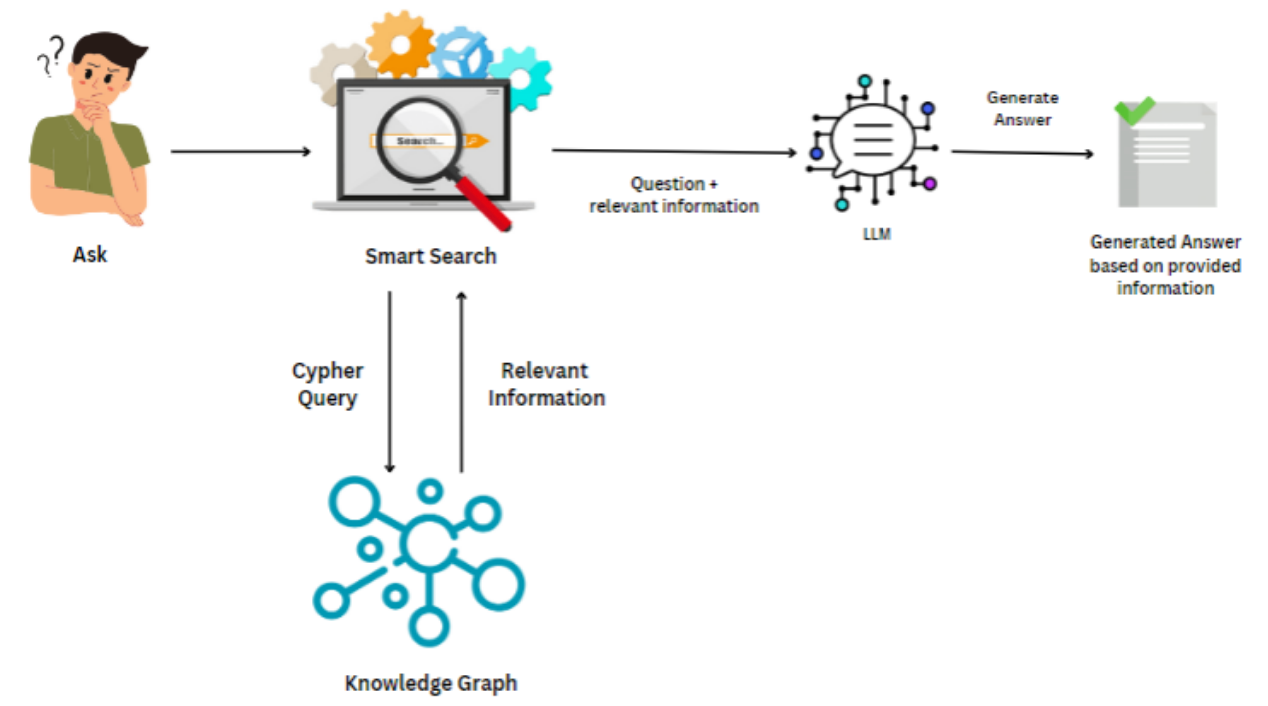 ??
Search...
Ask
Smart Search
Question +
relevant information
LLM
Generate
Answer
Generated Answer
based on provided
information
Cypher
Query
Relevant
Information
Knowledge Graph